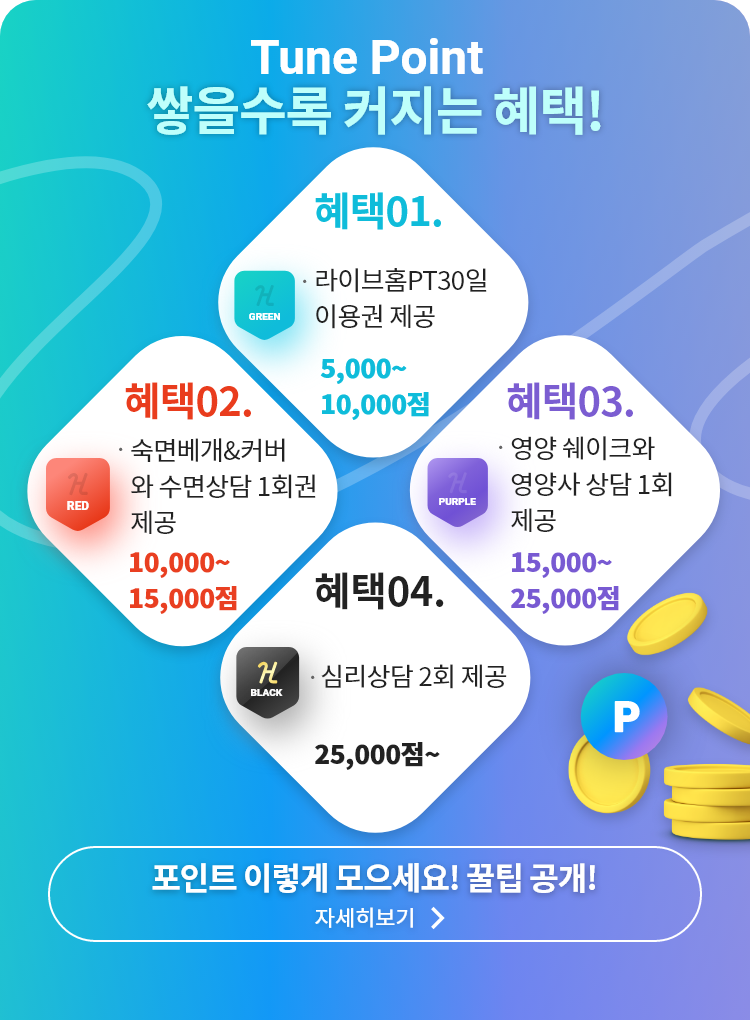 Tune Point
쌓을수록 커지는 혜택!
혜택01.
GREEN
· 라이브홈PT30일
이용권 제공
5,000~
10,000점
혜택02.
RED
· 숙면베개&커버
와 수면상담 1회권
제공
10,000~
15,000점
혜택03.
PURPLE
· 영양 쉐이크와
영양사 상담 1회
제공
15,000~
25,000점
혜택04.
H
BLACK
· 심리상담 2회 제공
25,000점~
P
포인트 이렇게 모으세요! 꿀팁 공개!
자세히보기